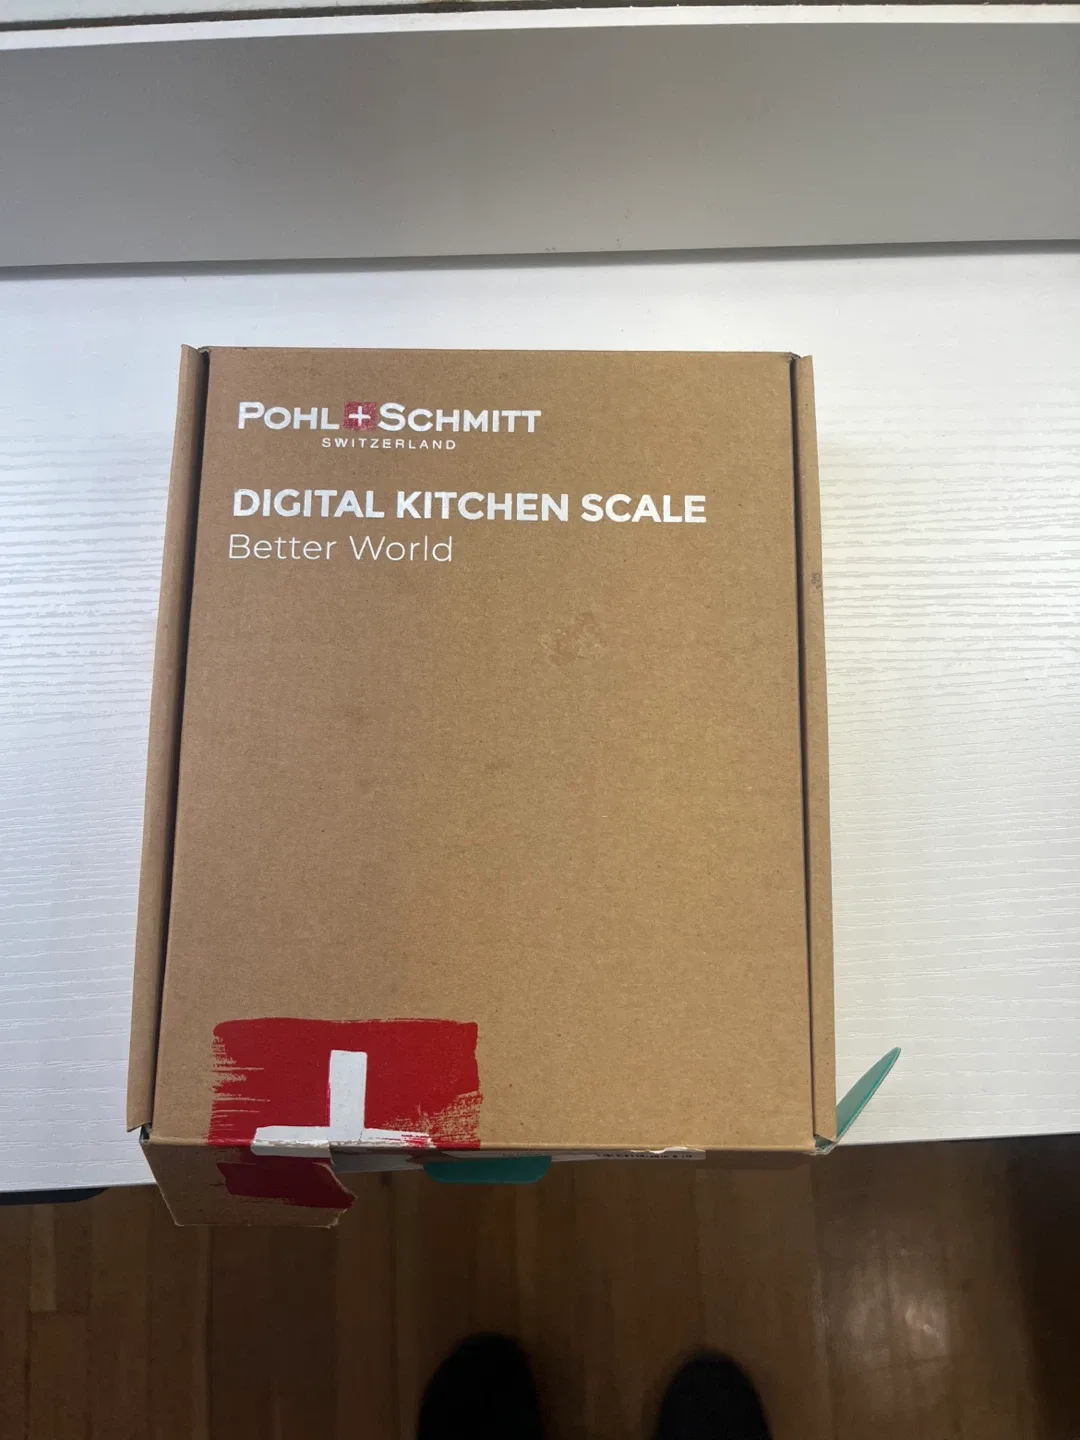 POHL+SCHMITT
SWITZERLAND
DIGITAL KITCHEN SCALE
Better World